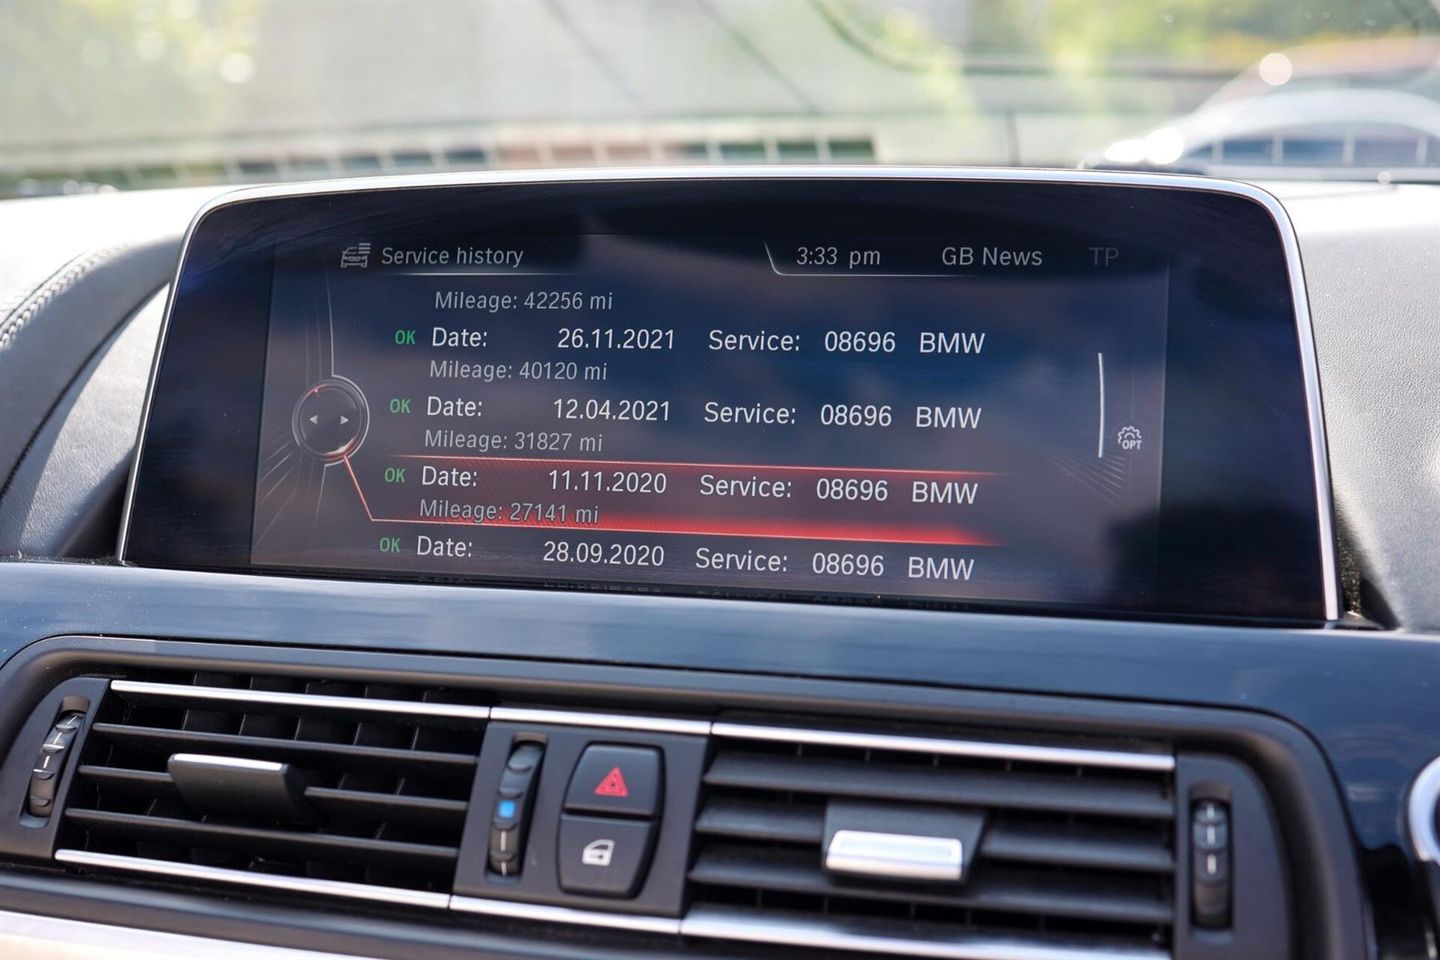 Service history 3:33 pm GB News TP
Mileage: 42256 mi
OK Date: 26.11.2021 Service: 08696 BMW
Mileage: 40120 mi
OK Date: 12.04.2021 Service: 08696 BMW
Mileage: 31827 mi
OK Date: 11.11.2020 Service: 08696 BMW
Mileage: 27141 mi
OK Date: 28.09.2020 Service: 08696 BMW
OPT